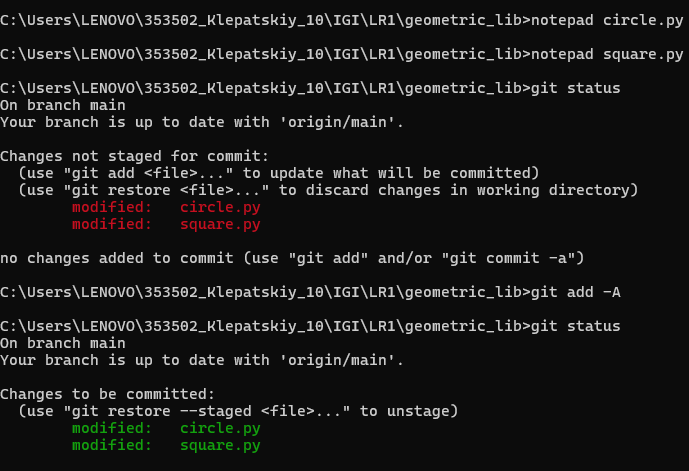 C:\Users\LENOVO\353502_Klepatskiy_10\IGI\LR1\geometric_lib>notepad circle.py
C:\Users\LENOVO\353502_Klepatskiy_10\IGI\LR1\geometric_lib>notepad square.py
C:\Users\LENOVO\353502_Klepatskiy_10\IGI\LR1\geometric_lib>git status
On branch main
Your branch is up to date with 'origin/main'.
Changes not staged for commit:
  (use "git add <file>..." to update what will be committed)
  (use "git restore <file>..." to discard changes in working directory)
        modified:   circle.py
        modified:   square.py
no changes added to commit (use "git add" and/or "git commit -a")
C:\Users\LENOVO\353502_Klepatskiy_10\IGI\LR1\geometric_lib>git add -A
C:\Users\LENOVO\353502_Klepatskiy_10\IGI\LR1\geometric_lib>git status
On branch main
Your branch is up to date with 'origin/main'.
Changes to be committed:
  (use "git restore --staged <file>..." to unstage)
        modified:   circle.py
        modified:   square.py